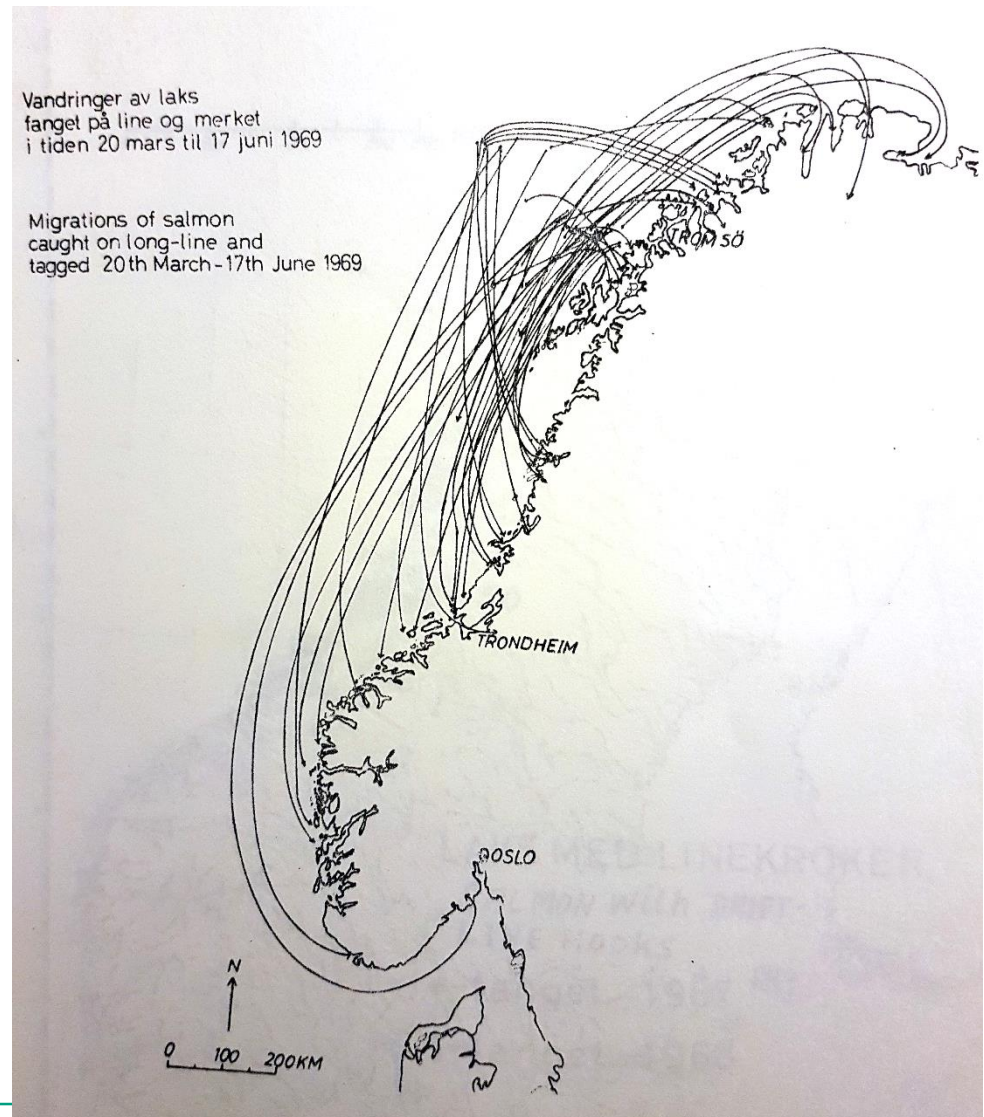 Vandringer av laks
fanget på line og merket
i tiden 20 mars til 17 juni 1969
Migrations of salmon
caught on long-line and
tagged 20th March-17th June 1969
TROMSÖ
TRONDHEIM
OSLO
N
0 100 200KM